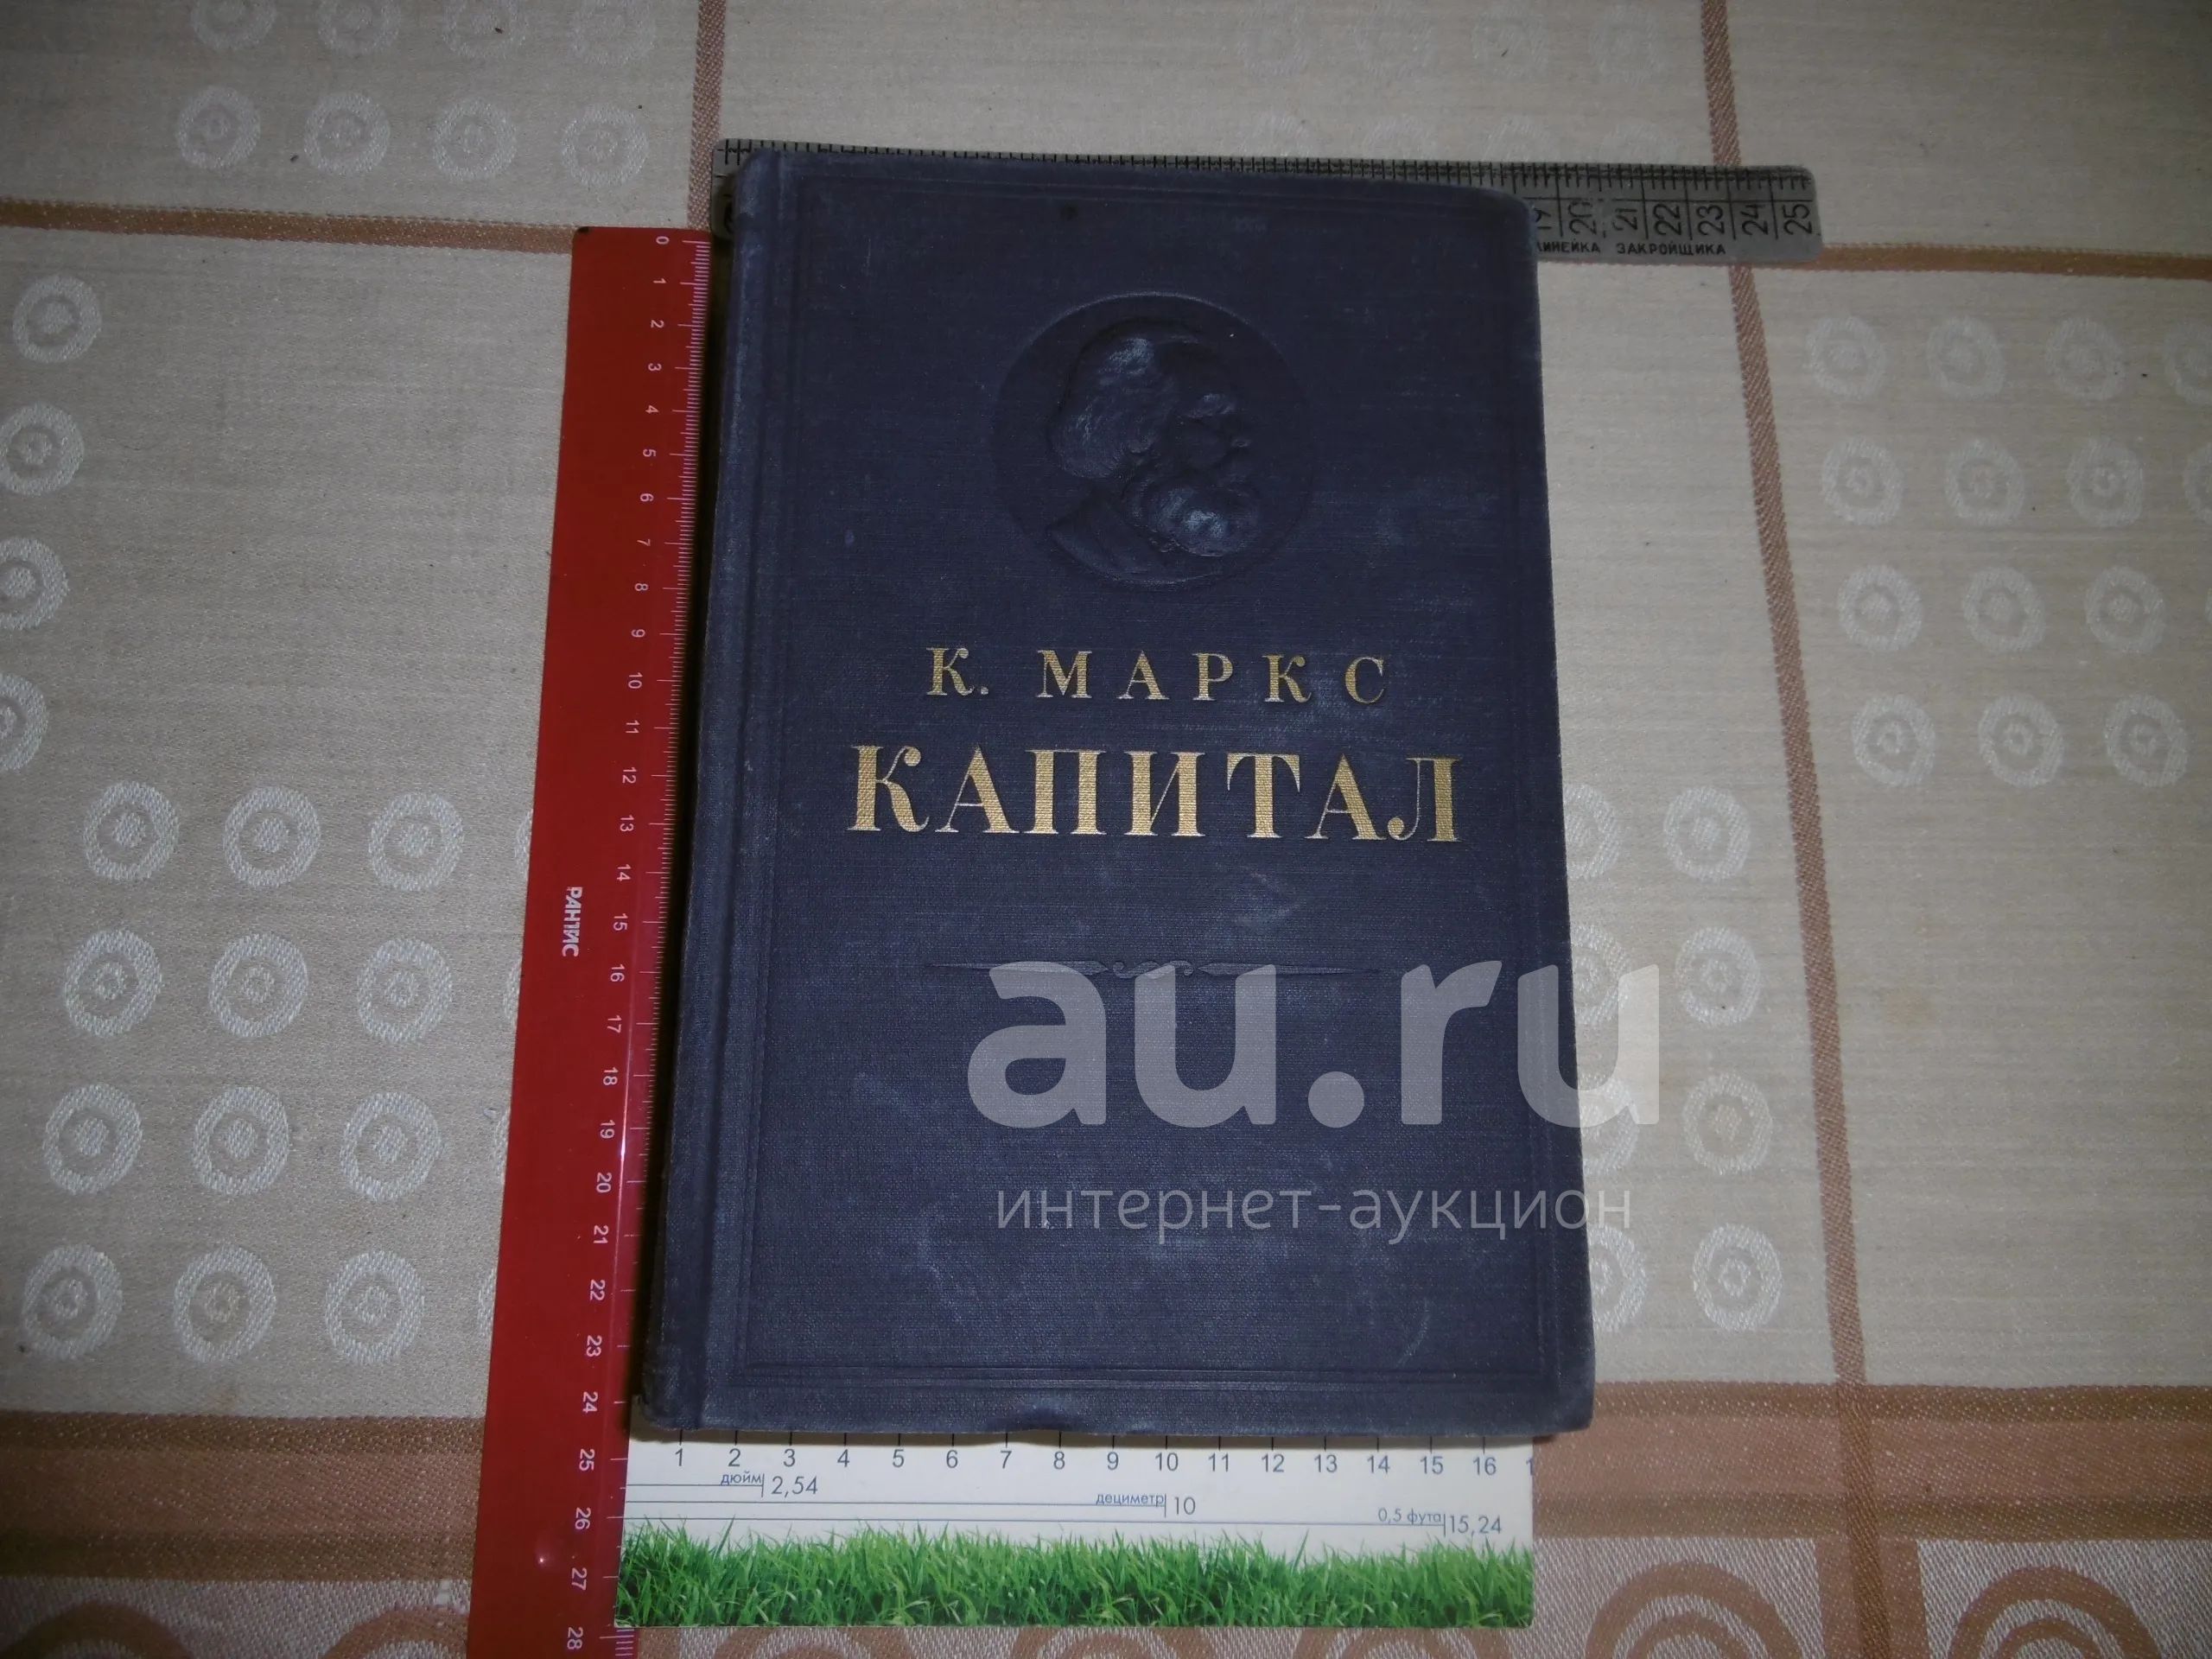 19 20 21 22 23 24 25
ЛИНЕЙКА ЗАКРОЙЩИКА
0 1 2 3 4 5 6 7 8 9 10 11 12 13 14 15 16 17 18 19 20 21 22 23 24 25 26 27 28
РАНТИС
К. МАРКС
КАПИТАЛ
au.ru
интернет-аукцион
1 2 3 4 5 6 7 8 9 10 11 12 13 14 15 16
дюйм 2,54
дециметр 10
0,5 фута 15,24